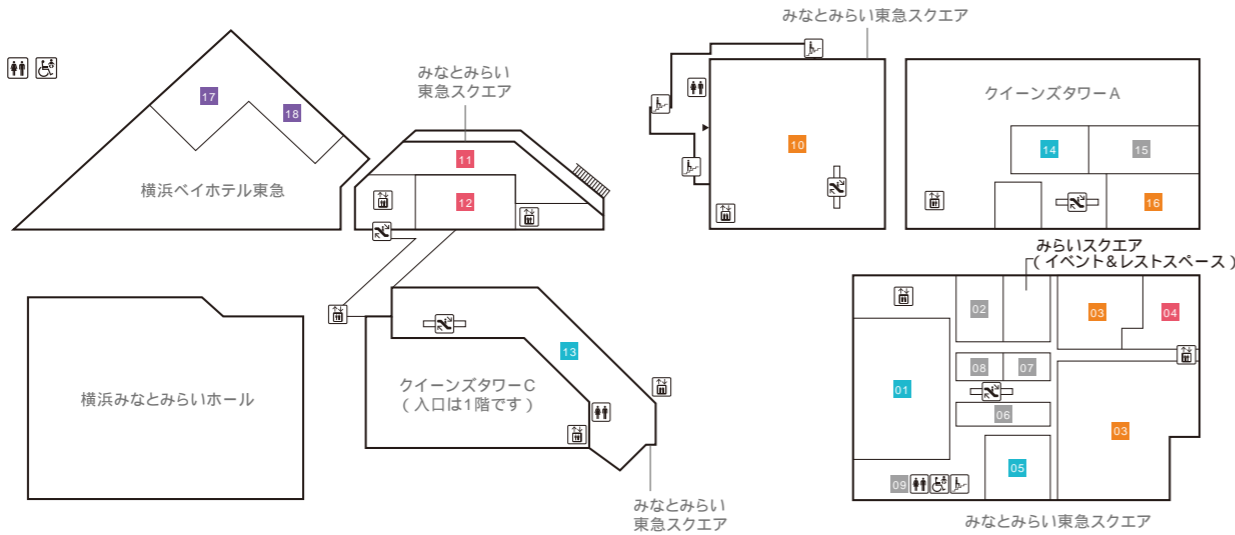 みなとみらい東急スクエア
みなとみらい
東急スクエア
クイーンズタワーA
17
18
11
10
14
15
横浜ベイホテル東急
12
16
みらいスクエア
(イベント&レストスペース)
02
03
04
13
08
07
クイーンズタワーC
(入口は1階です)
横浜みなとみらいホール
01
06
03
05
09
みなとみらい
東急スクエア
みなとみらい東急スクエア